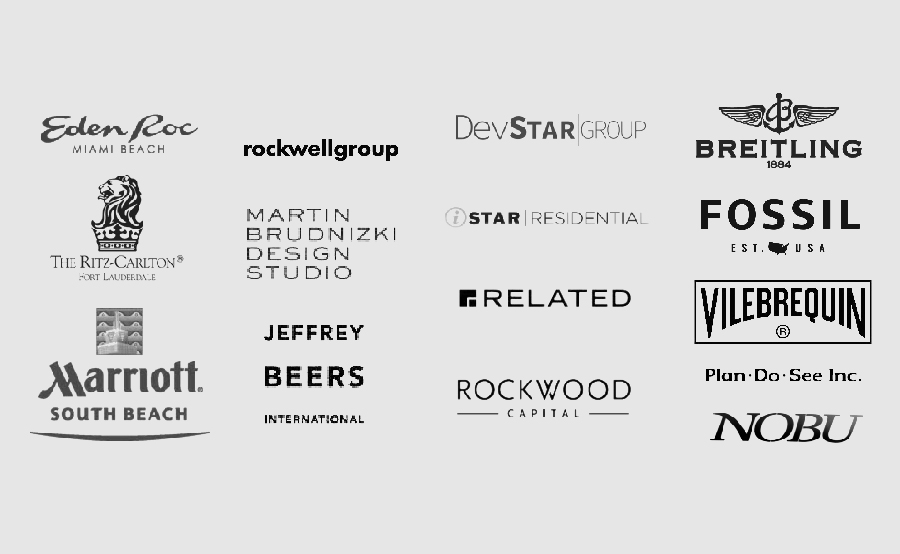 Eden Roc
MIAMI BEACH
THE RITZ-CARLTON®
FORT LAUDERDALE
Marriott®
SOUTH BEACH
rockwellgroup
MARTIN
BRUDNIZKI
DESIGN
STUDIO
JEFFREY
BEERS
INTERNATIONAL
DevSTAR|GROUP
i STAR|RESIDENTIAL
RELATED
ROCKWOOD
CAPITAL
B
BREITLING
1884
FOSSIL
EST. USA
VILEBREQUIN
®
Plan·Do·See Inc.
NOBU